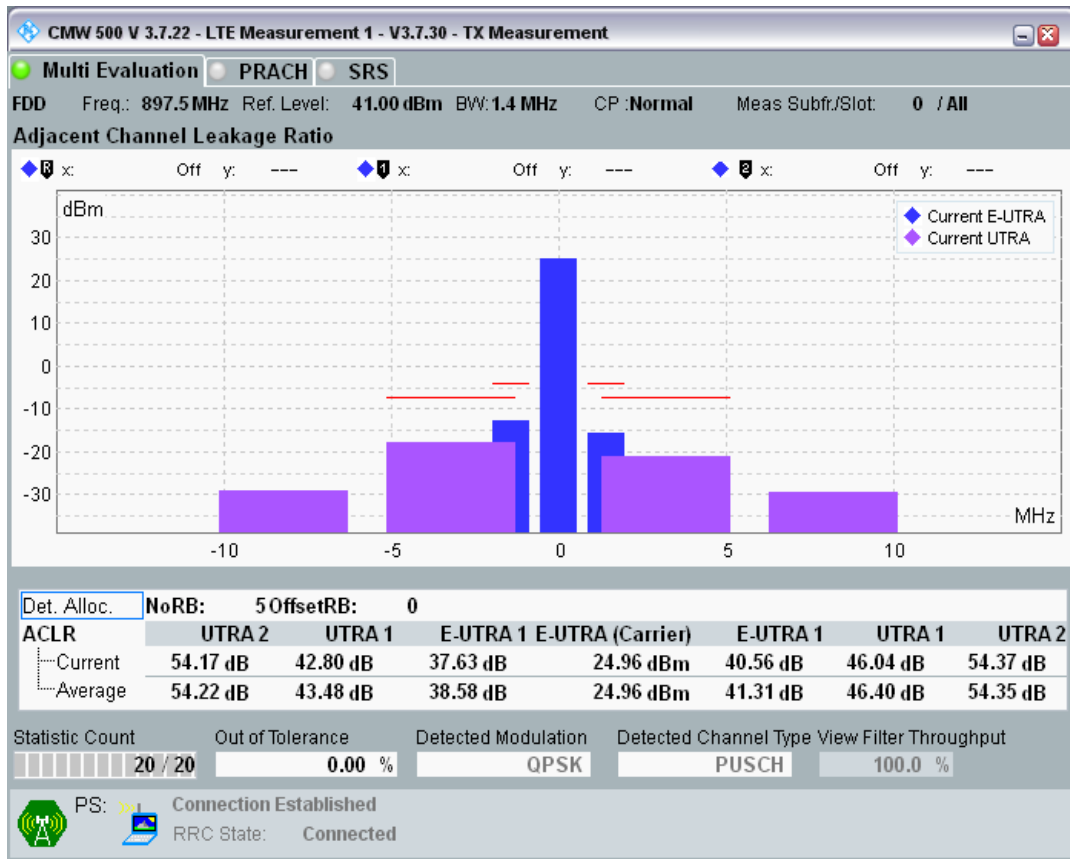 CMW 500 V 3.7.22 - LTE Measurement 1 - V3.7.30 - TX Measurement
Multi Evaluation PRACH SRS
FDD Freq.: 897.5 MHz Ref. Level: 41.00 dBm BW: 1.4 MHz CP :Normal Meas Subfr./Slot: 0 / All
Adjacent Channel Leakage Ratio
R x: Off y: --- 1 x: Off y: --- 2 x: Off y: ---
dBm
Current E-UTRA
Current UTRA
30
20
10
0
-10
-20
-30
MHz
-10 -5 0 5 10
Det. Alloc. NoRB: 5 OffsetRB: 0
ACLR UTRA 2 UTRA 1 E-UTRA 1 E-UTRA (Carrier) E-UTRA 1 UTRA 1 UTRA 2
Current 54.17 dB 42.80 dB 37.63 dB 24.96 dBm 40.56 dB 46.04 dB 54.37 dB
Average 54.22 dB 43.48 dB 38.58 dB 24.96 dBm 41.31 dB 46.40 dB 54.35 dB
Statistic Count Out of Tolerance Detected Modulation Detected Channel Type View Filter Throughput
20 / 20 0.00 % QPSK PUSCH 100.0 %
PS: Connection Established
RRC State: Connected